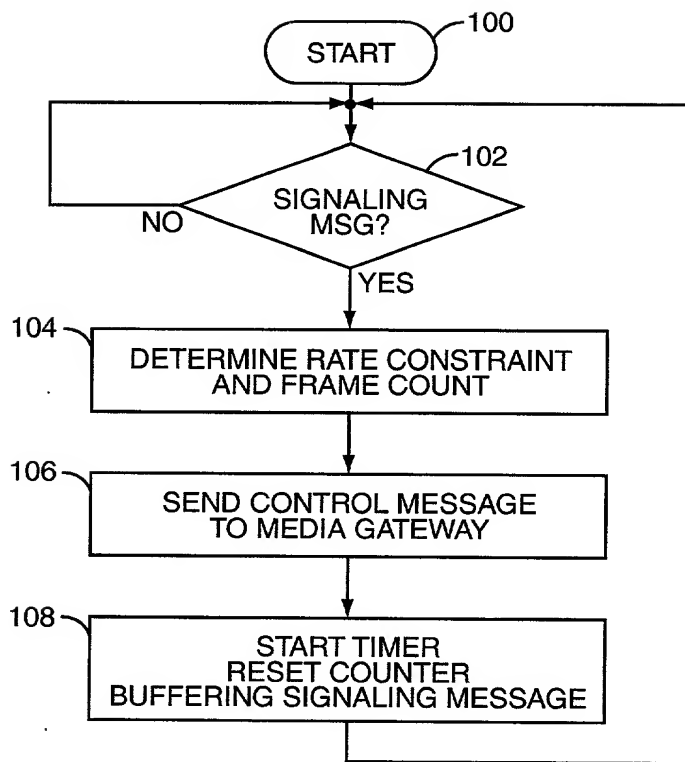 100
START
102
SIGNALING
MSG?
NO
YES
104
DETERMINE RATE CONSTRAINT
AND FRAME COUNT
106
SEND CONTROL MESSAGE
TO MEDIA GATEWAY
108
START TIMER
RESET COUNTER
BUFFERING SIGNALING MESSAGE